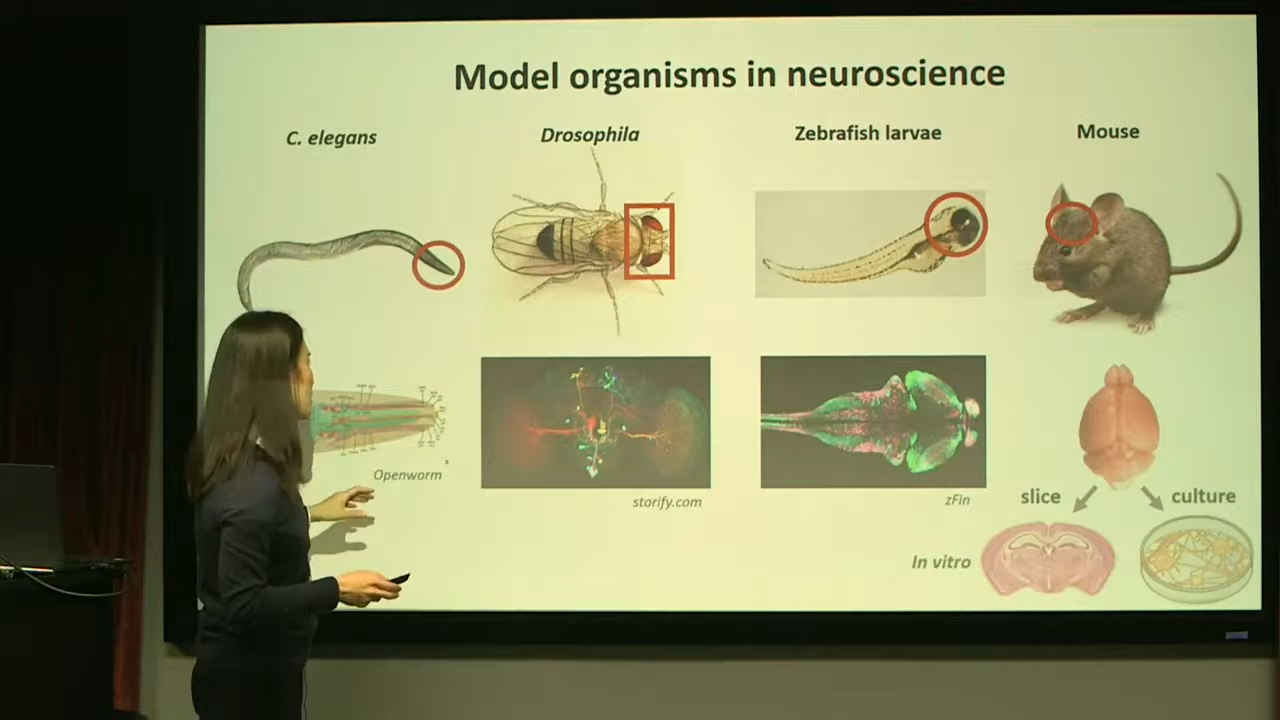 Model organisms in neuroscience
C. elegans
Drosophila
Zebrafish larvae
Mouse
Openworm
storify.com
zFin
slice
culture
In vitro